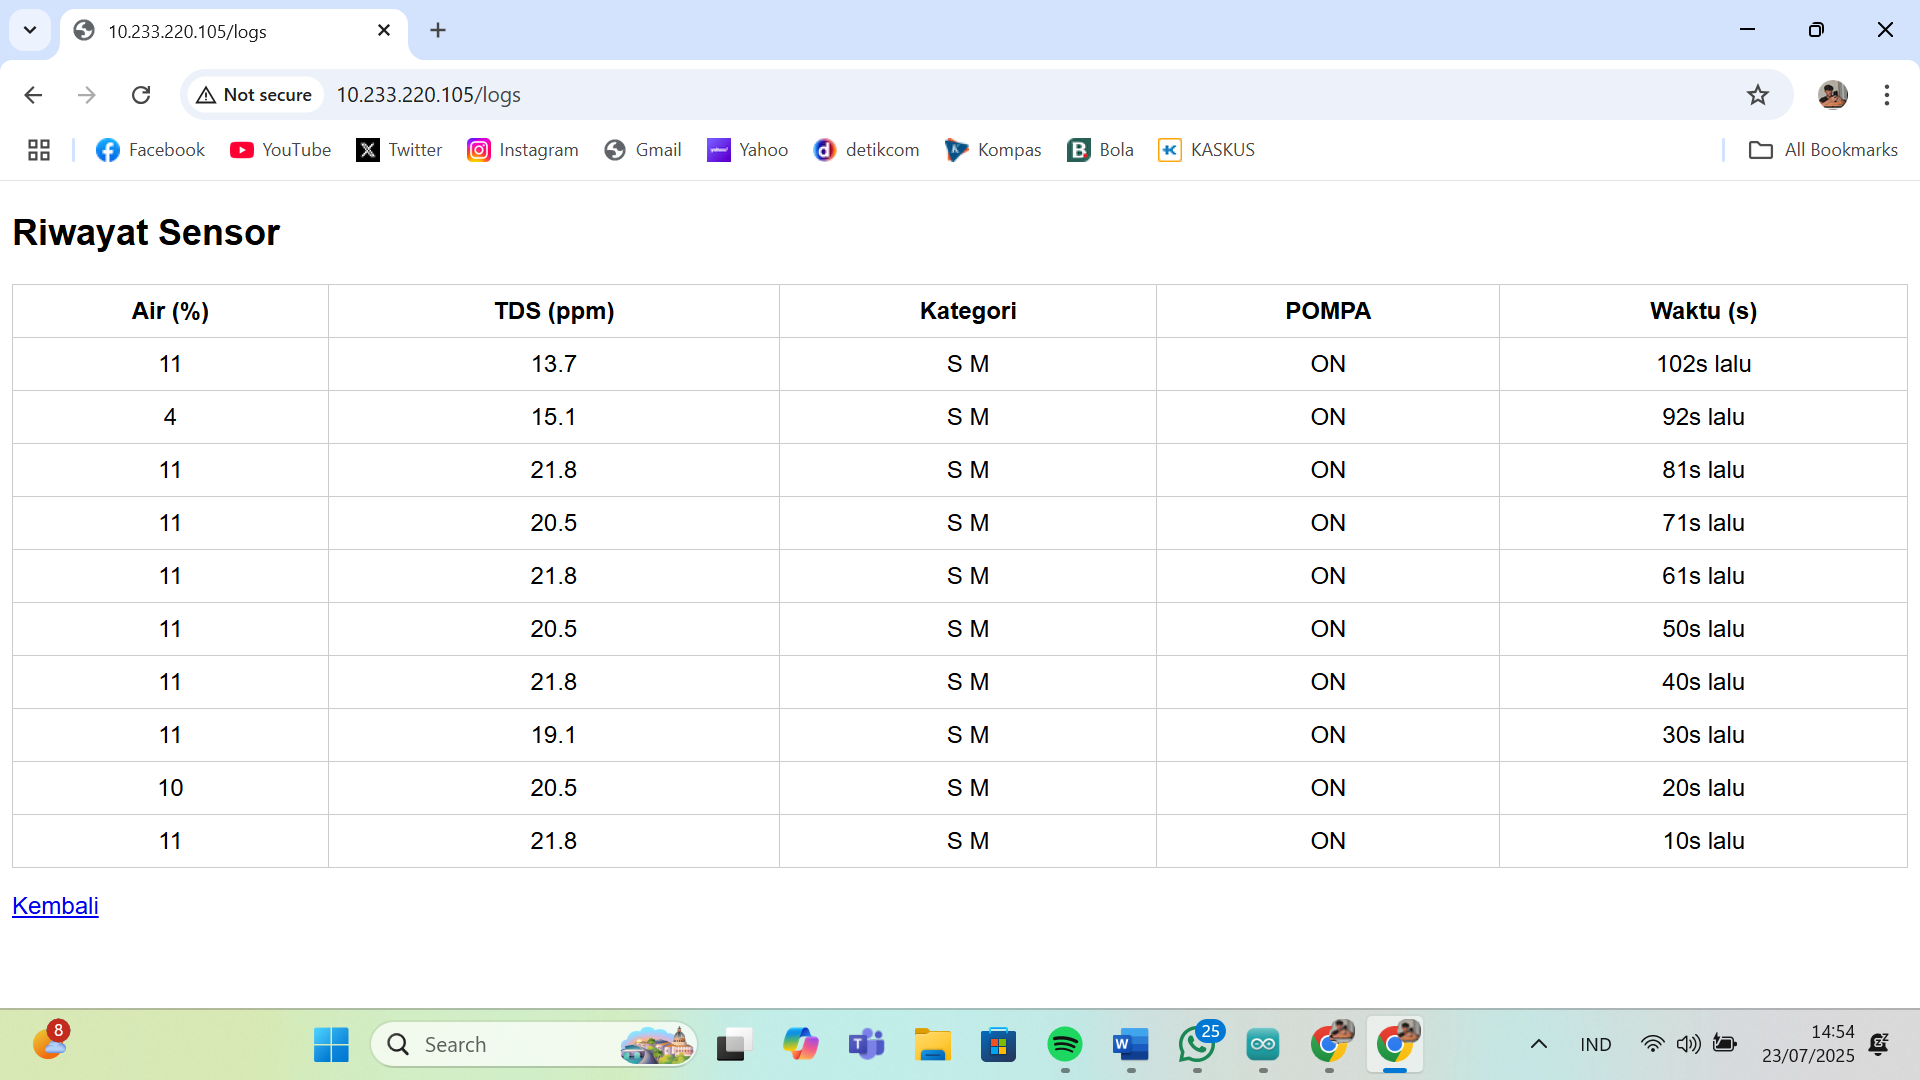 10.233.220.105/logs
Not secure 10.233.220.105/logs
Facebook YouTube Twitter Instagram Gmail Yahoo detikcom Kompas Bola KASKUS All Bookmarks
Riwayat Sensor
Air (%) TDS (ppm) Kategori POMPA Waktu (s)
11 13.7 S M ON 102s lalu
4 15.1 S M ON 92s lalu
11 21.8 S M ON 81s lalu
11 20.5 S M ON 71s lalu
11 21.8 S M ON 61s lalu
11 20.5 S M ON 50s lalu
11 21.8 S M ON 40s lalu
11 19.1 S M ON 30s lalu
10 20.5 S M ON 20s lalu
11 21.8 S M ON 10s lalu
Kembali
8 Search 25 IND 14:54
23/07/2025